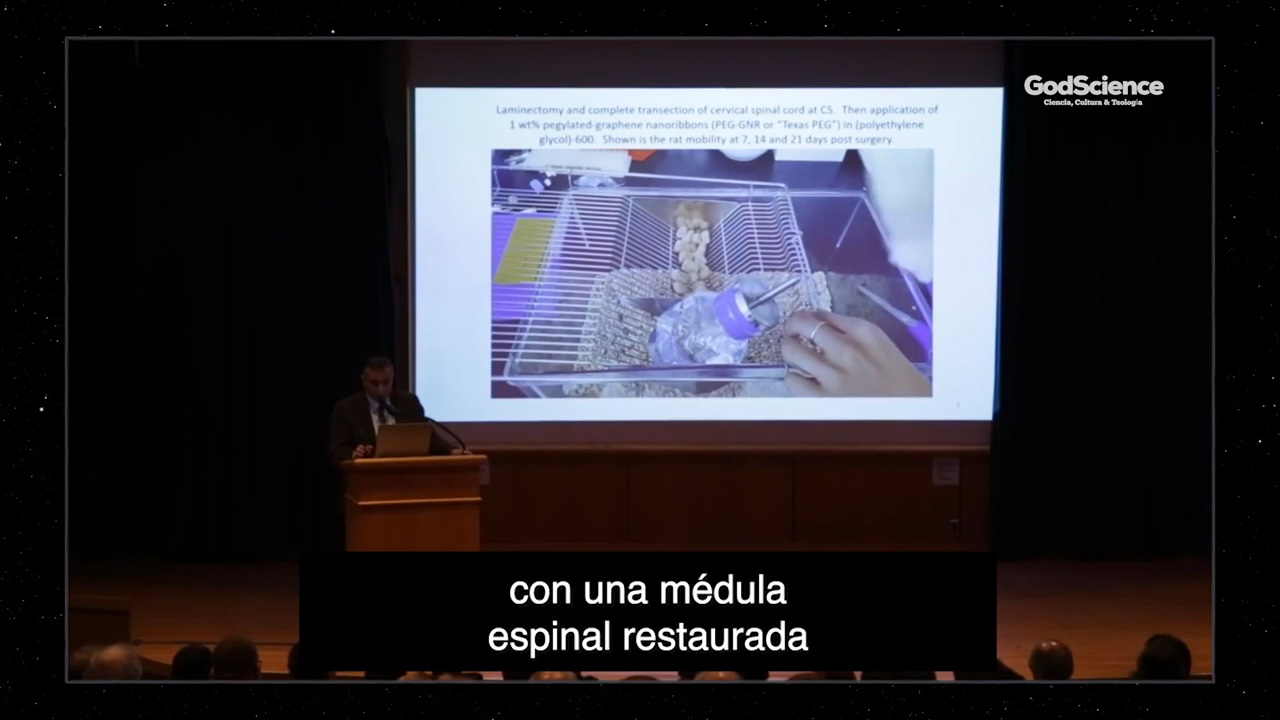 GodScience
Ciencia, Cultura & Teología
Laminectomy and complete transection of cervical spinal cord at C5. Then application of
1 wt% pegylated-graphene nanoribbons (PEG-GNR or "Texas PEG") in (polyethylene
glycol)-600. Shown is the rat mobility at 7, 14 and 21 days post surgery
con una médula
espinal restaurada